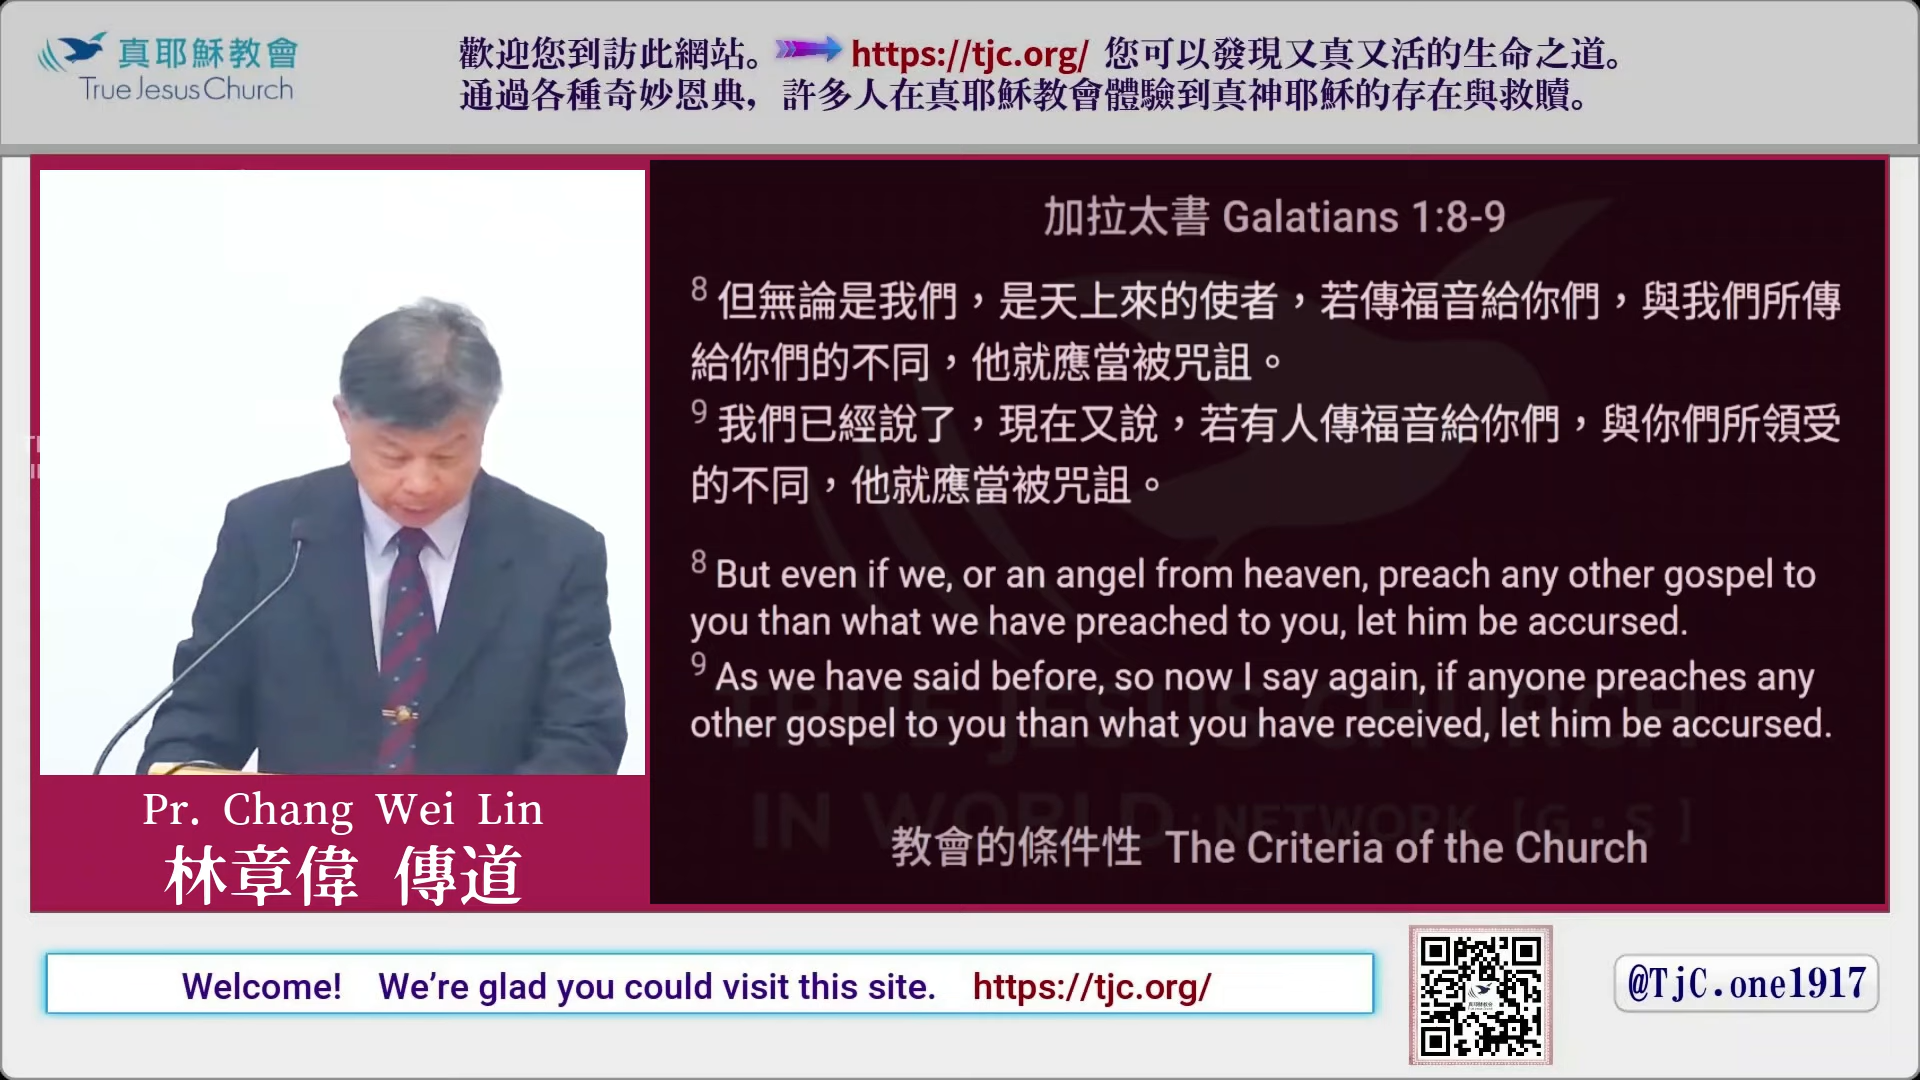 真耶穌教會
True Jesus Church
歡迎您到訪此網站。 https://tjc.org/ 您可以發現又真又活的生命之道。
通過各種奇妙恩典，許多人在真耶穌教會體驗到真神耶穌的存在與救贖。
加拉太書 Galatians 1:8-9
8 但無論是我們，是天上來的使者，若傳福音給你們，與我們所傳
給你們的不同，他就應當被咒詛。
9 我們已經說了，現在又說，若有人傳福音給你們，與你們所領受
的不同，他就應當被咒詛。
8 But even if we, or an angel from heaven, preach any other gospel to
you than what we have preached to you, let him be accursed.
9 As we have said before, so now I say again, if anyone preaches any
other gospel to you than what you have received, let him be accursed.
TRUE JESUS CHURCH
IN WORLD · NETWORK [ G · S ]
教會的條件性 The Criteria of the Church
Pr. Chang Wei Lin
林章偉 傳道
Welcome! We’re glad you could visit this site. https://tjc.org/
@TjC.one1917